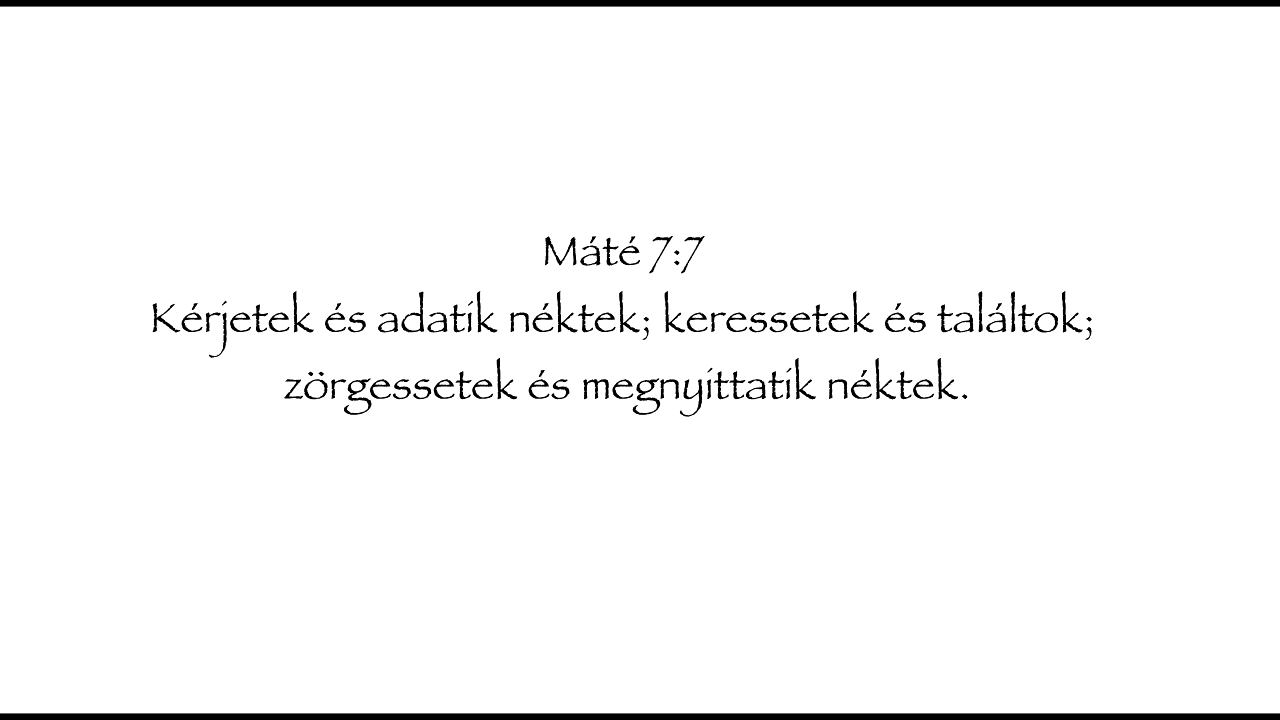 Máté 7:7
Kérjetek és adatik néktek; keressetek és találtok;
zörgessetek és megnyittatik néktek.